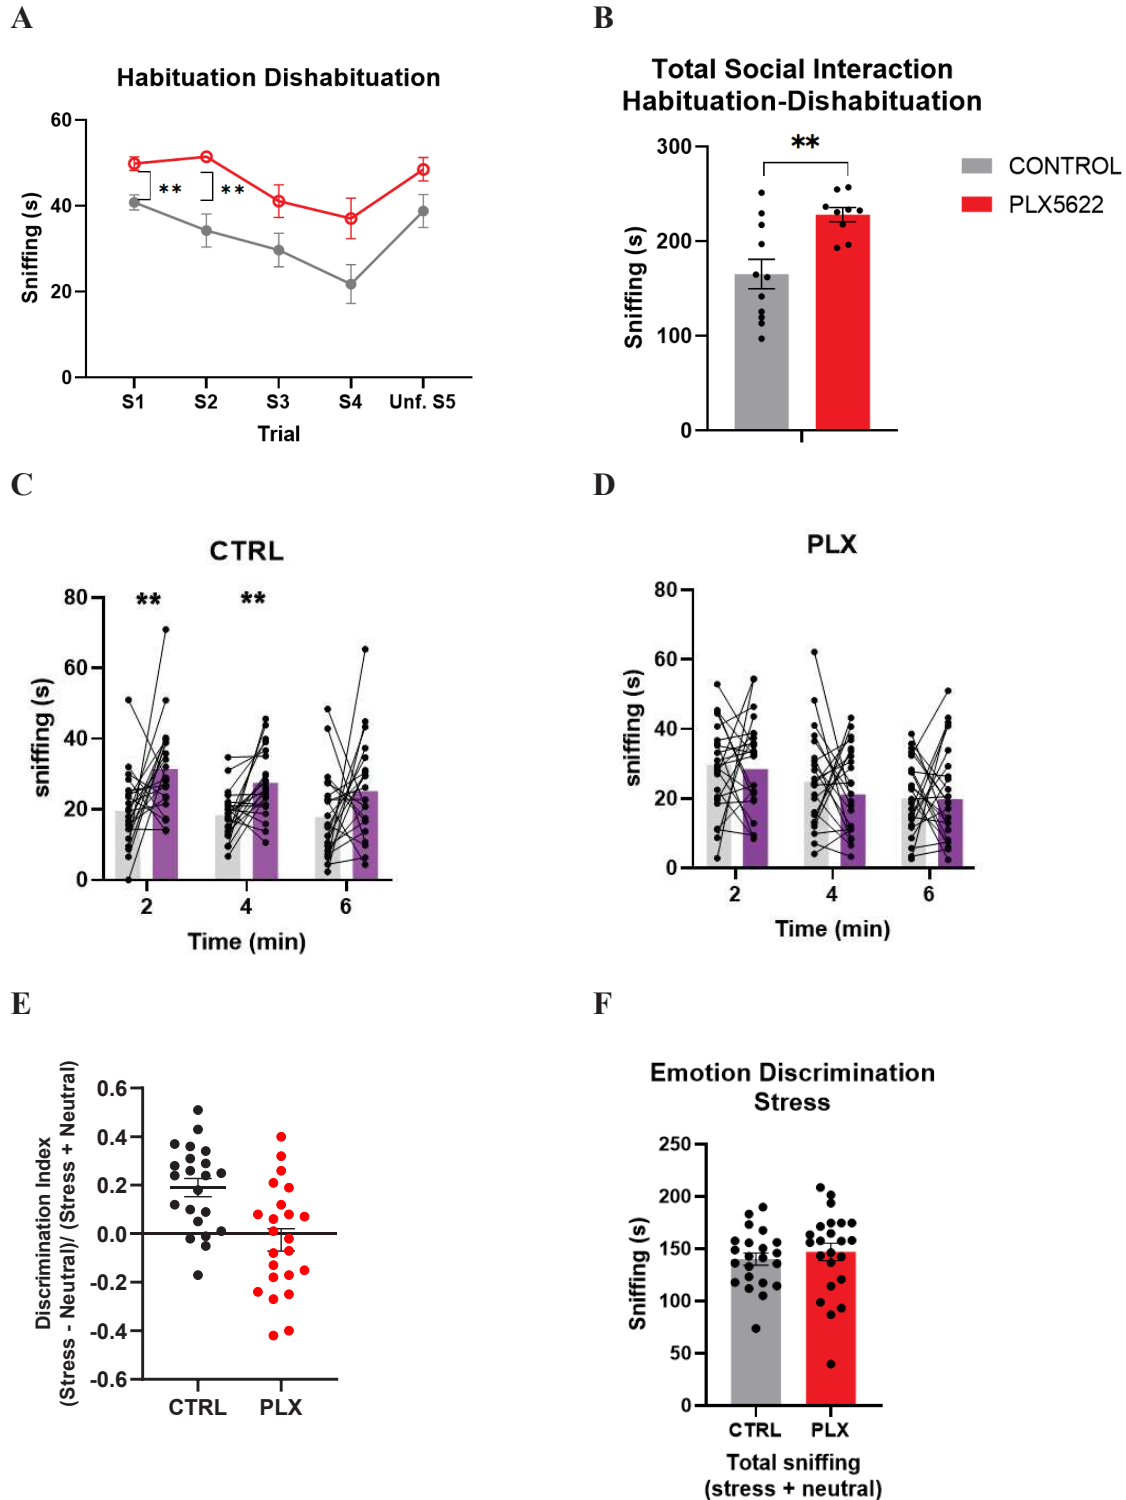 A
Habituation Dishabituation
60
40
20
0
Sniffing (s)
**
**
S1 S2 S3 S4 Unf. S5
Trial
B
Total Social Interaction
Habituation-Dishabituation
300
200
100
0
Sniffing (s)
**
CONTROL
PLX5622
C
CTRL
80
60
40
20
0
sniffing (s)
** **
2 4 6
Time (min)
D
PLX
80
60
40
20
0
sniffing (s)
2 4 6
Time (min)
E
Discrimination Index
(Stress - Neutral)/ (Stress + Neutral)
0.6
0.4
0.2
0.0
-0.2
-0.4
-0.6
CTRL PLX
F
Emotion Discrimination
Stress
250
200
150
100
50
0
Sniffing (s)
CTRL PLX
Total sniffing
(stress + neutral)